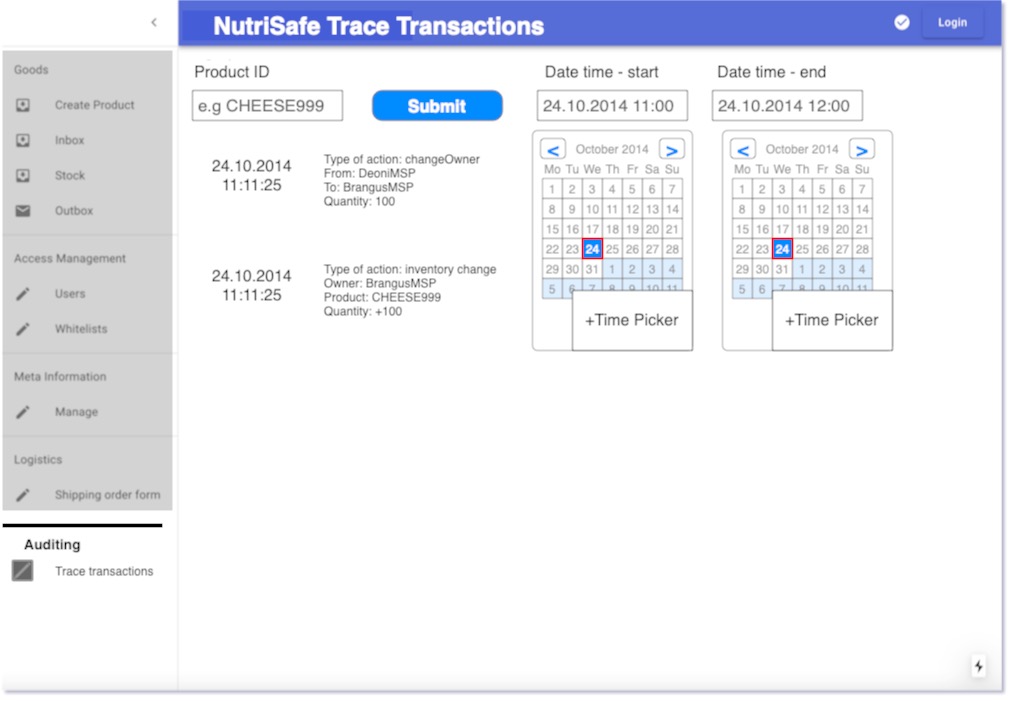 NutriSafe Trace Transactions
Login
Goods
Create Product
Inbox
Stock
Outbox
Access Management
Users
Whitelists
Meta Information
Manage
Logistics
Shipping order form
Auditing
Trace transactions
Product ID
e.g CHEESE999
Submit
24.10.2014
11:11:25
Type of action: changeOwner
From: DeoniMSP
To: BrangusMSP
Quantity: 100
24.10.2014
11:11:25
Type of action: inventory change
Owner: BrangusMSP
Product: CHEESE999
Quantity: +100
Date time - start
24.10.2014 11:00
< October 2014 >
Mo Tu We Th Fr Sa Su
1 2 3 4 5 6 7
8 9 10 11 12 13 14
15 16 17 18 19 20 21
22 23 24 25 26 27 28
29 30 31 1 2 3 4
5 6 7 8 9 10 11
+Time Picker
Date time - end
24.10.2014 12:00
< October 2014 >
Mo Tu We Th Fr Sa Su
1 2 3 4 5 6 7
8 9 10 11 12 13 14
15 16 17 18 19 20 21
22 23 24 25 26 27 28
29 30 31 1 2 3 4
5 6 7 8 9 10 11
+Time Picker